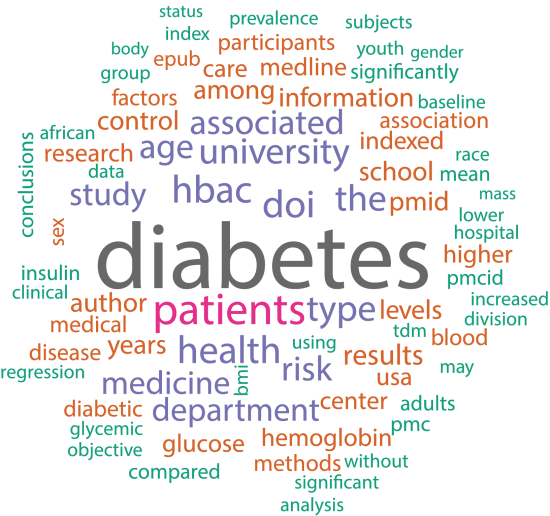 status
prevalence
subjects
index
body
participants
youth
gender
epub
group
care
medline
significantly
factors
among
information
baseline
control
associated
association
african
research
age
university
indexed
race
conclusions
data
school
mean
study
hbac
doi
the
pmid
mass
sex
lower
hospital
diabetes
higher
insulin
pmcid
clinical
author
patients
type
levels
increased
division
medical
tdm
blood
disease
years
health
using
results
may
regression
risk
usa
medicine
bmi
diabetic
department
center
adults
glycemic
pmc
objective
glucose
hemoglobin
compared
methods
without
significant
analysis